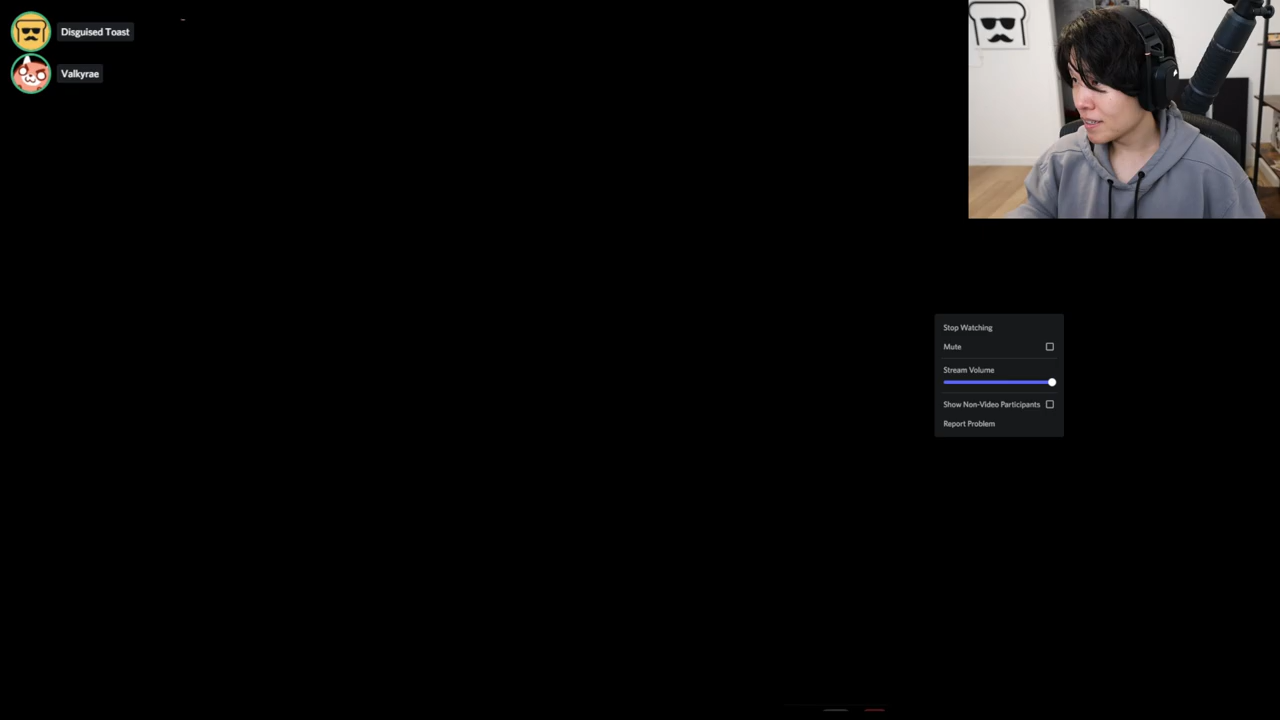 Disguised Toast
Valkyrae
Stop Watching
Mute
Stream Volume
Show Non-Video Participants
Report Problem